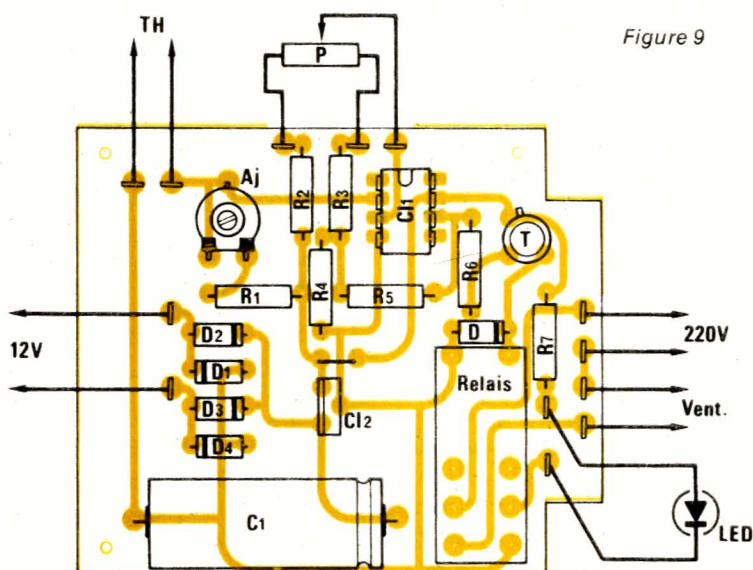 TH
P
Figure 9
Aj
R2
R3
CI1
T
R6
R4
R1
R5
12V
D2
D1
D3
D4
D
R7
220V
Relais
Vent.
CI2
C1
LED